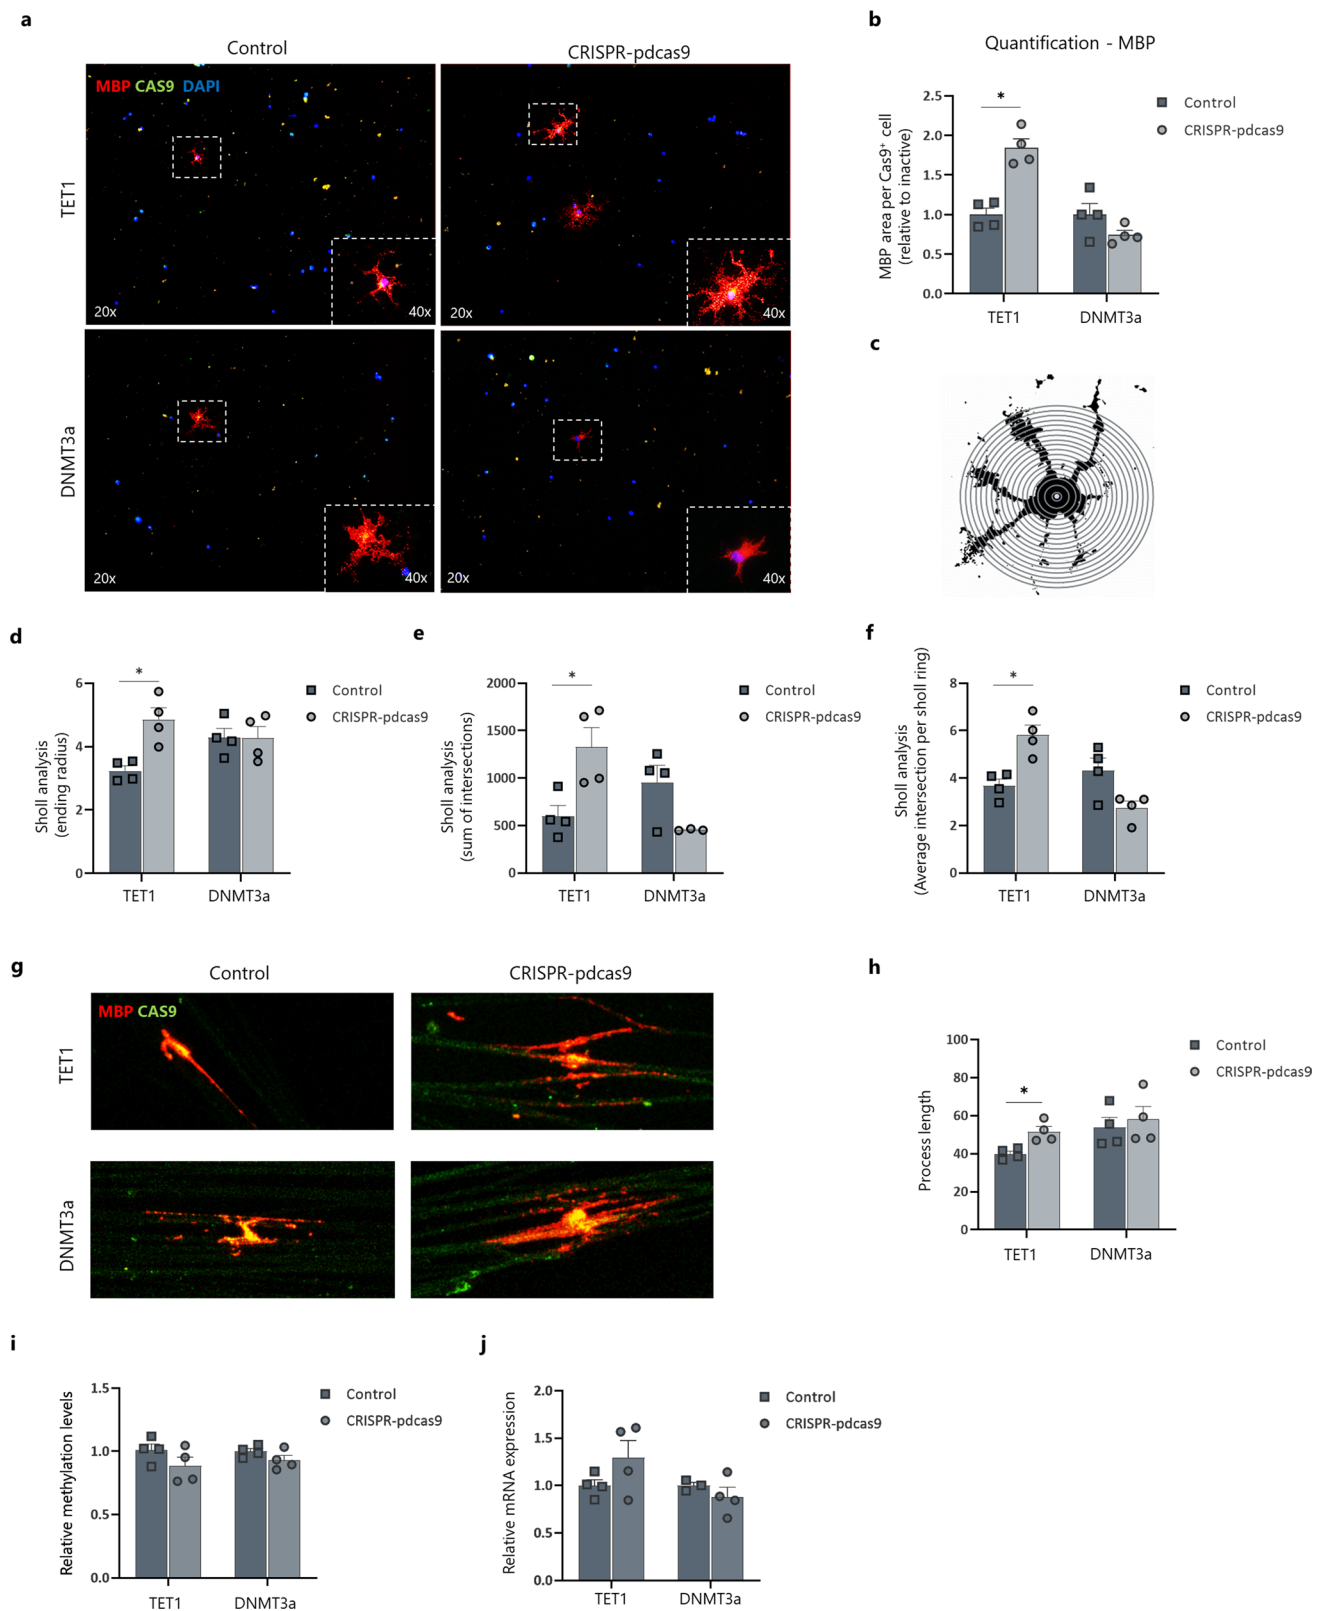 a
Control
CRISPR-pdcas9
MBP CAS9 DAPI
TET1
20x
40x
20x
40x
DNMT3a
20x
40x
20x
40x
b
Quantification - MBP
MBP area per Cas9⁺ cell
(relative to inactive)
2.5
2.0
1.5
1.0
0.5
0.0
*
TET1
DNMT3a
Control
CRISPR-pdcas9
c
d
Sholl analysis
(ending radius)
6
4
2
0
*
TET1
DNMT3a
Control
CRISPR-pdcas9
e
Sholl analysis
(sum of intersections)
2000
1500
1000
500
0
*
TET1
DNMT3a
Control
CRISPR-pdcas9
f
Sholl analysis
(Average intersection per sholl ring)
8
6
4
2
0
*
TET1
DNMT3a
Control
CRISPR-pdcas9
g
Control
CRISPR-pdcas9
MBP CAS9
TET1
DNMT3a
h
Process length
100
80
60
40
20
0
*
TET1
DNMT3a
Control
CRISPR-pdcas9
i
Relative methylation levels
1.5
1.0
0.5
0.0
TET1
DNMT3a
Control
CRISPR-pdcas9
j
Relative mRNA expression
2.0
1.5
1.0
0.5
0.0
TET1
DNMT3a
Control
CRISPR-pdcas9